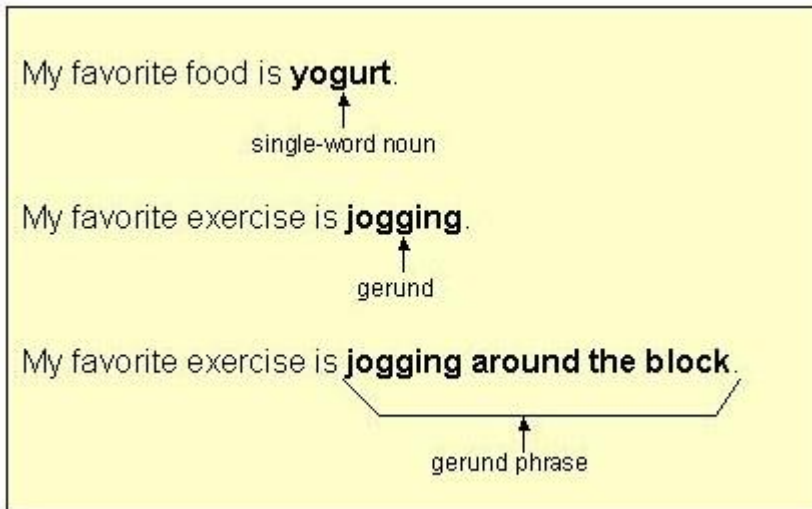 My favorite food is yogurt.
single-word noun
My favorite exercise is jogging.
gerund
My favorite exercise is jogging around the block.
gerund phrase